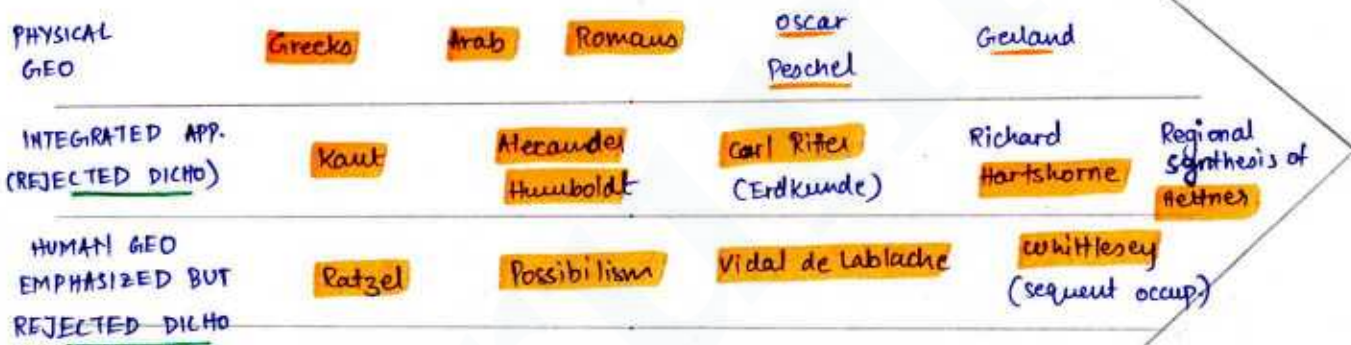 PHYSICAL GEO
Greeks
Arab
Romans
Oscar Peschel
Gerland
INTEGRATED APP. (REJECTED DICHO)
Kant
Alexander Humboldt
Carl Ritter (Erdkunde)
Richard Hartshorne
Regional synthesis of Hettner
HUMAN GEO EMPHASIZED BUT REJECTED DICHO
Ratzel
Possibilism
Vidal de Lablache
Whittlesey (sequent occup.)